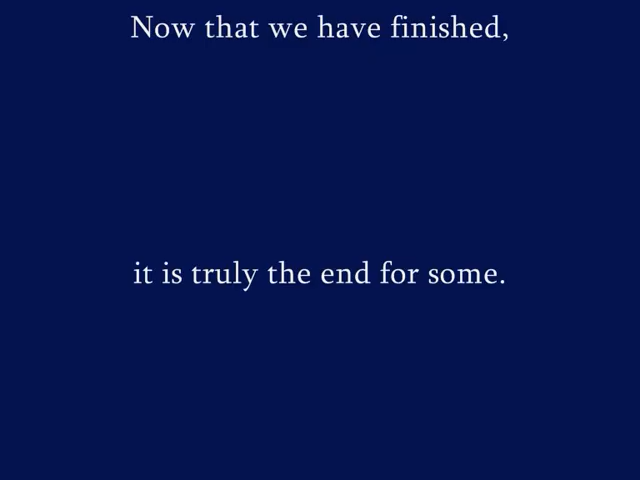 Now that we have finished,
it is truly the end for some.